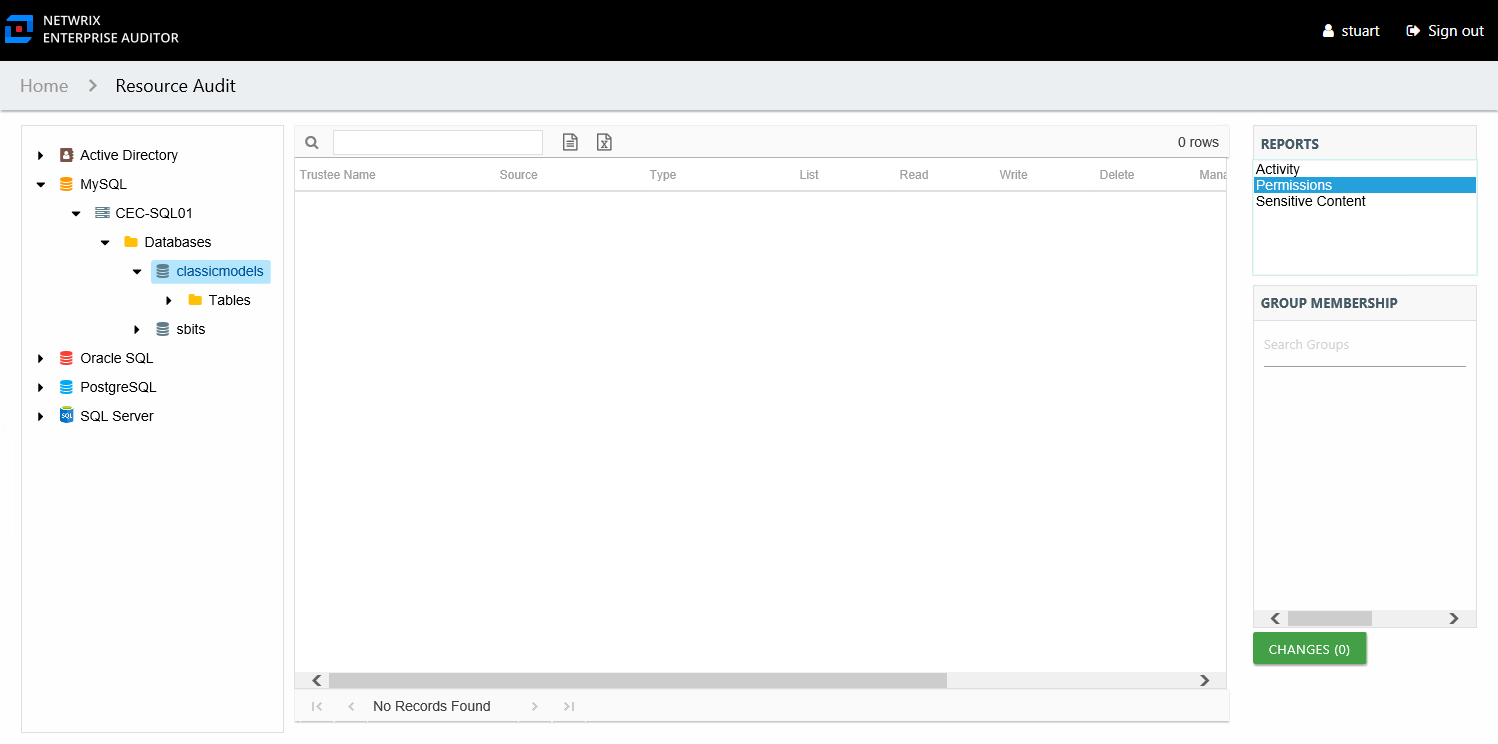 NETWRIX
ENTERPRISE AUDITOR
stuart
Sign out
Home
Resource Audit
Active Directory
MySQL
CEC-SQL01
Databases
classicmodels
Tables
sbits
Oracle SQL
PostgreSQL
SQL
SQL Server
0 rows
Trustee Name Source Type List Read Write Delete Mana
No Records Found
REPORTS
Activity
Permissions
Sensitive Content
GROUP MEMBERSHIP
Search Groups
CHANGES (0)